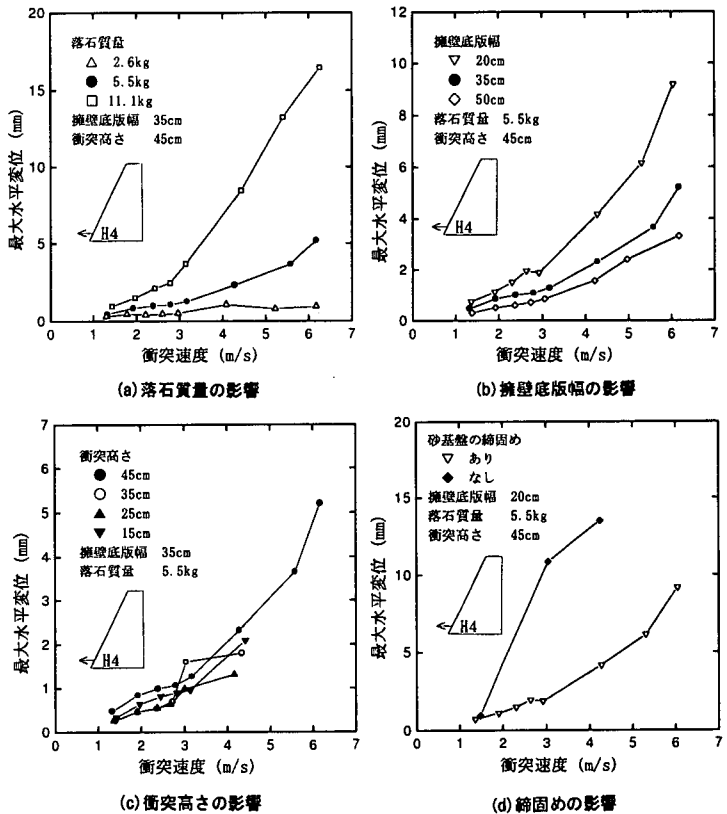 20
15
10
5
0
最大水平変位 (mm)
落石質量
2.6kg
5.5kg
11.1kg
擁壁底版幅 35cm
衝突高さ 45cm
H4
0 1 2 3 4 5 6 7
衝突速度 (m/s)
(a)落石質量の影響
12
10
8
6
4
2
0
最大水平変位 (mm)
擁壁底版幅
20cm
35cm
50cm
落石質量 5.5kg
衝突高さ 45cm
H4
0 1 2 3 4 5 6 7
衝突速度 (m/s)
(b)擁壁底版幅の影響
7
6
5
4
3
2
1
0
最大水平変位 (mm)
衝突高さ
45cm
35cm
25cm
15cm
擁壁底版幅 35cm
落石質量 5.5kg
H4
0 1 2 3 4 5 6 7
衝突速度 (m/s)
(c)衝突高さの影響
20
15
10
5
0
最大水平変位 (mm)
砂基盤の締固め
あり
なし
擁壁底版幅 20cm
落石質量 5.5kg
衝突高さ 45cm
H4
0 1 2 3 4 5 6 7
衝突速度 (m/s)
(d)締固めの影響